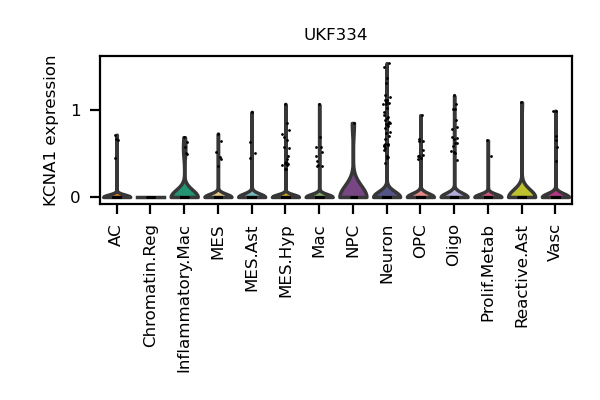 UKF334
KCNA1 expression
1
0
AC
Chromatin.Reg
Inflammatory.Mac
MES
MES.Ast
MES.Hyp
Mac
NPC
Neuron
OPC
Oligo
Prolif.Metab
Reactive.Ast
Vasc